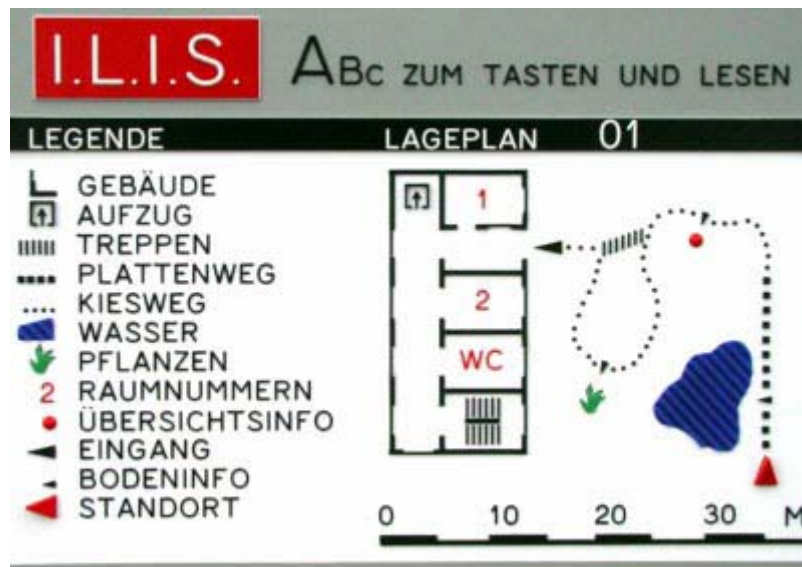 I.L.I.S. ABC ZUM TASTEN UND LESEN
LEGENDE LAGEPLAN 01
GEBÄUDE
AUFZUG
TREPPEN
PLATTENWEG
KIESWEG
WASSER
PFLANZEN
2 RAUMNUMMERN
ÜBERSICHTSINFO
EINGANG
BODENINFO
STANDORT
1
2
WC
0 10 20 30 M